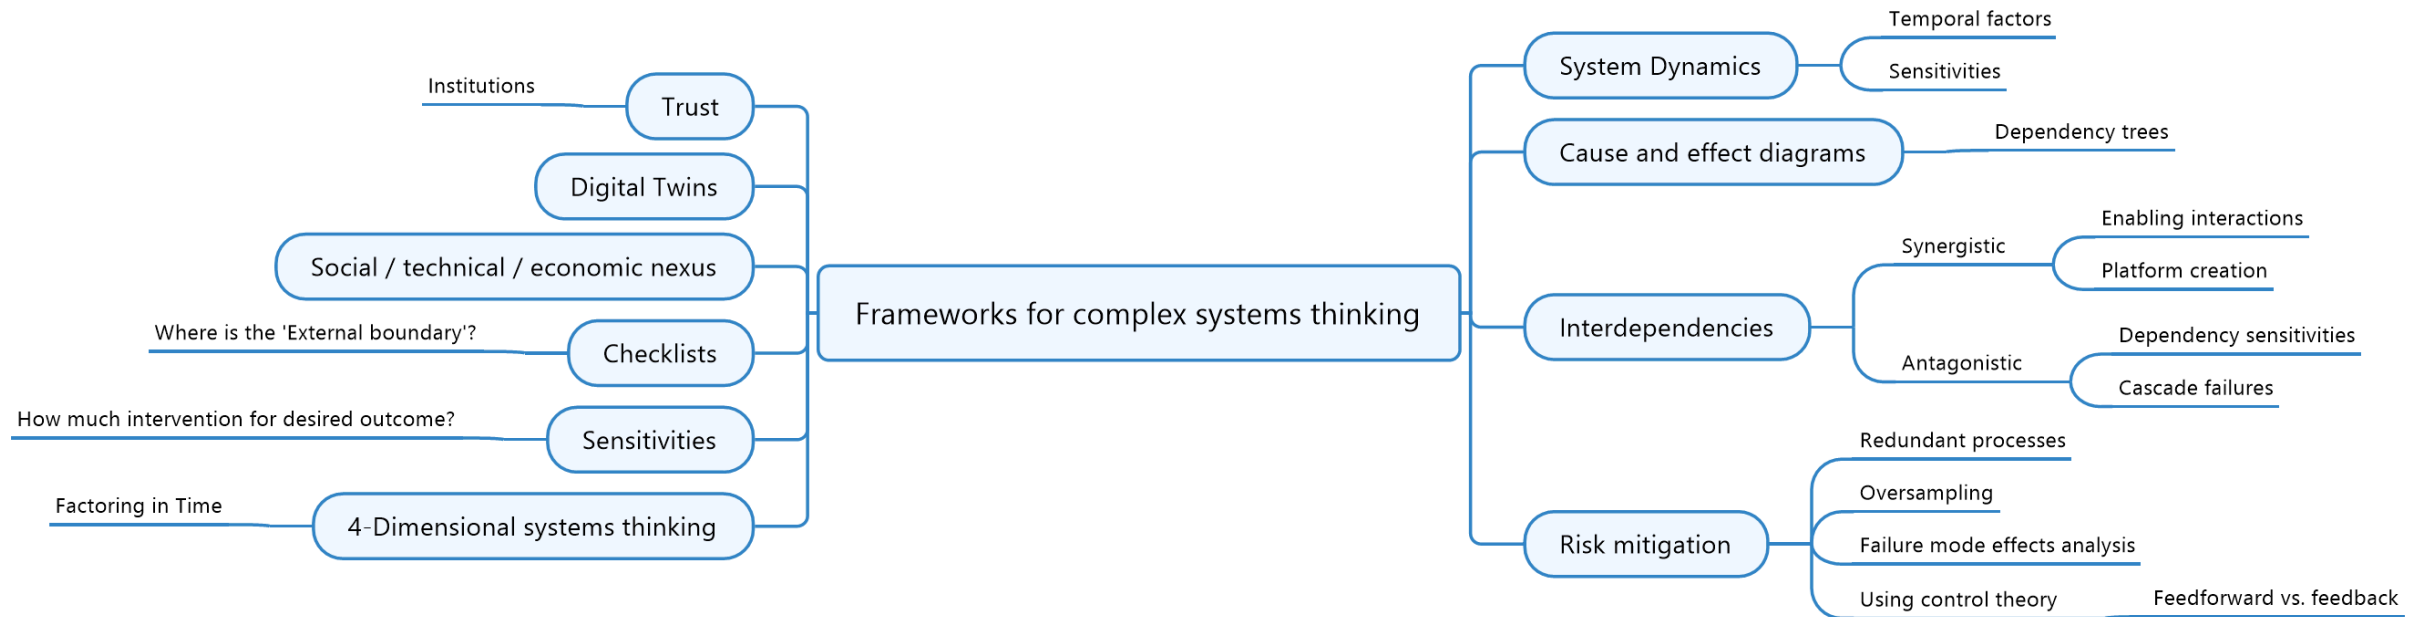 Frameworks for complex systems thinking
System Dynamics
Temporal factors
Sensitivities
Cause and effect diagrams
Dependency trees
Interdependencies
Synergistic
Enabling interactions
Platform creation
Antagonistic
Dependency sensitivities
Cascade failures
Risk mitigation
Redundant processes
Oversampling
Failure mode effects analysis
Using control theory
Feedforward vs. feedback
Trust
Institutions
Digital Twins
Social / technical / economic nexus
Checklists
Where is the 'External boundary'?
Sensitivities
How much intervention for desired outcome?
4-Dimensional systems thinking
Factoring in Time